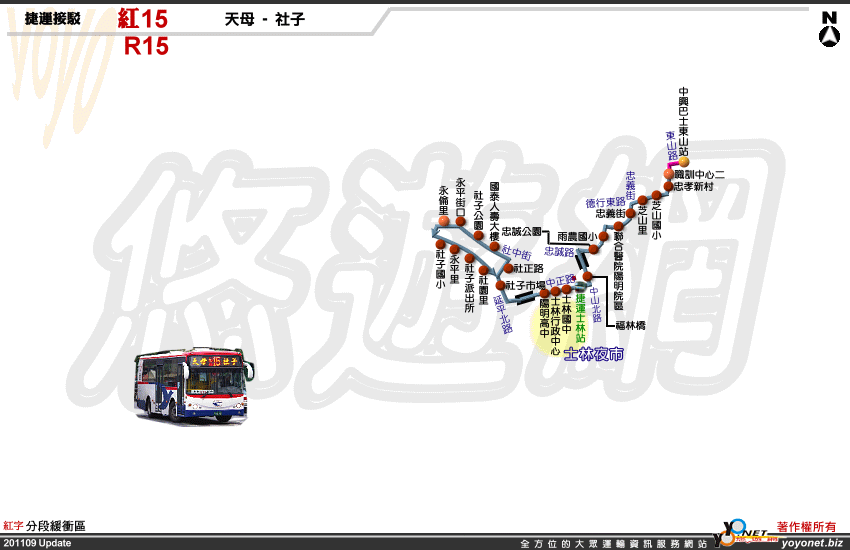 捷運接駁
紅15
R15
天母 - 社子
N
YOYO
悠遊網
中興巴士東山站
東山路
職訓中心二
忠孝新村
芝山國小
芝山里
忠義街
德行東路
忠義街
聯合醫院陽明院區
雨農國小
忠誠公園
忠誠路
福林橋
中山北路
捷運士林站
中正路
士林國中
士林行政中心
陽明高中
士林夜市
延平北路
社子市場
社正路
社中街
國泰人壽大樓
社子公園
永平街口
永倫里
社子國小
永平里
社子派出所
社園里
天母 15 社子
紅字 分段緩衝區
著作權所有
201109 Update
全方位的大眾運輸資訊服務網站
YOYONET
yoyonet.biz